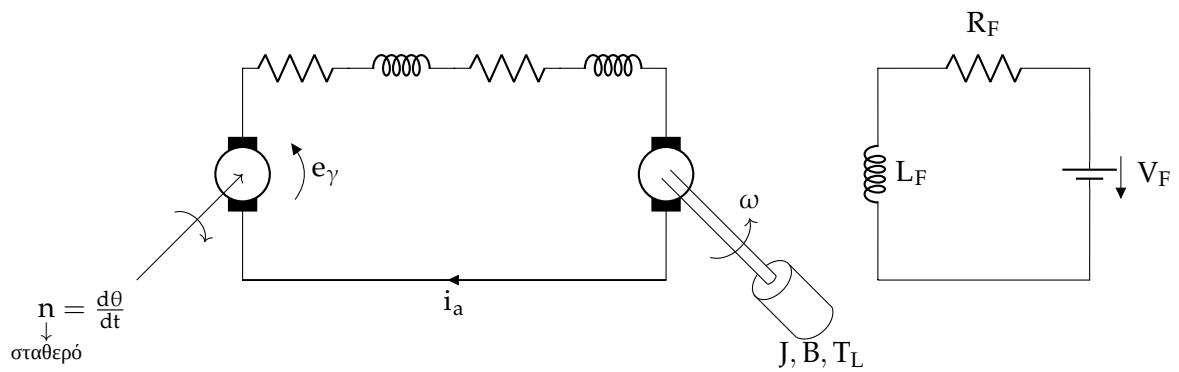 R_F
e_γ
ω
L_F
V_F
i_a
n = dθ/dt
σταθερό
J, B, T_L